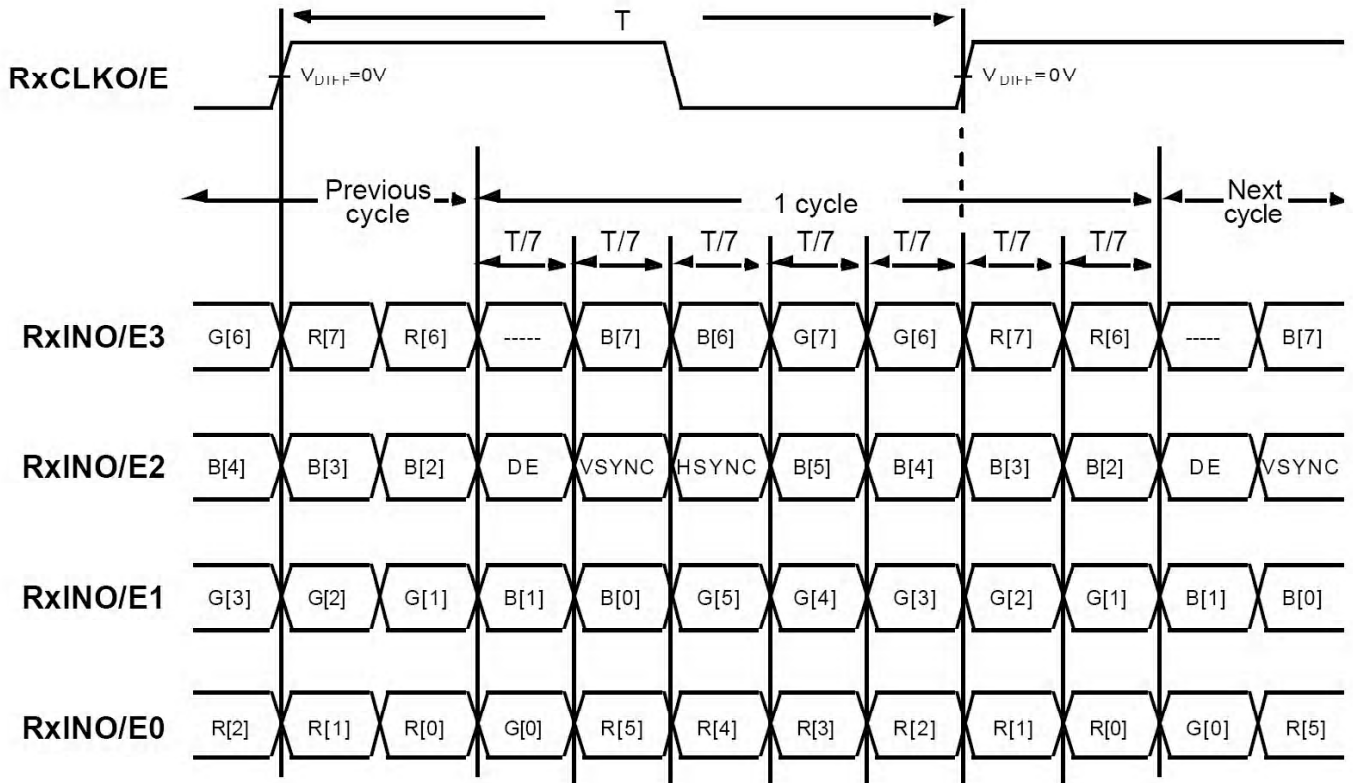 T
RxCLKO/E
VDIFF=0V VDIFF=0V
Previous cycle
1 cycle
Next cycle
T/7 T/7 T/7 T/7 T/7 T/7 T/7
RxINO/E3 G[6] R[7] R[6] ----- B[7] B[6] G[7] G[6] R[7] R[6] ----- B[7]
RxINO/E2 B[4] B[3] B[2] DE VSYNC HSYNC B[5] B[4] B[3] B[2] DE VSYNC
RxINO/E1 G[3] G[2] G[1] B[1] B[0] G[5] G[4] G[3] G[2] G[1] B[1] B[0]
RxINO/E0 R[2] R[1] R[0] G[0] R[5] R[4] R[3] R[2] R[1] R[0] G[0] R[5]